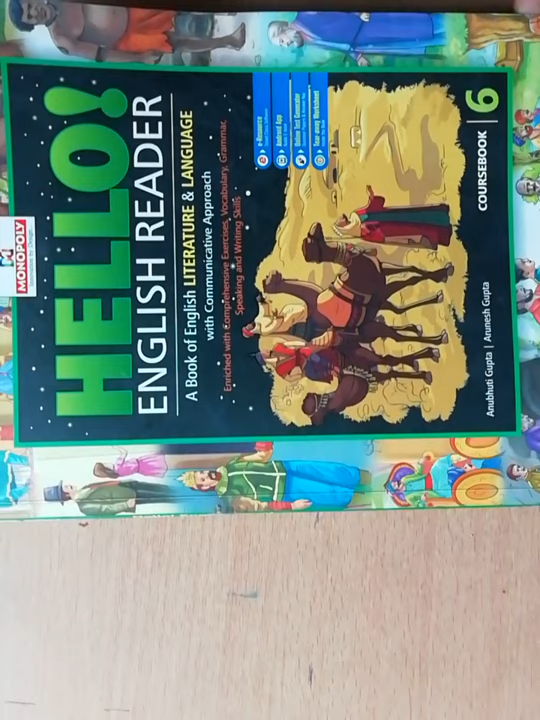 MONOPOLY
HELLO!
ENGLISH READER
A Book of English LITERATURE & LANGUAGE
with Communicative Approach
Enriched with Comprehensive Exercises, Vocabulary, Grammar,
Speaking and Writing Skills
e-Resource
Android App
Online Test Generator
Tear-away Worksheet
COURSEBOOK 6
Anubhuti Gupta | Arunesh Gupta